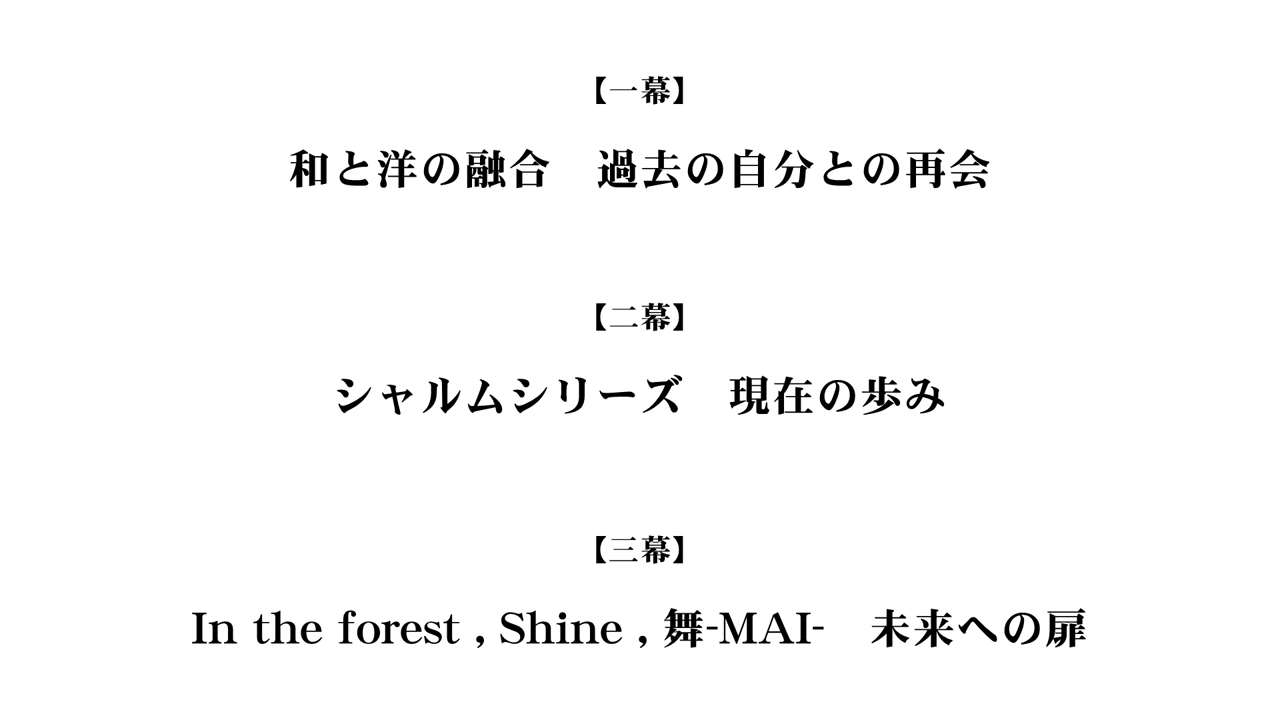 【一幕】
和と洋の融合　過去の自分との再会
【二幕】
シャルムシリーズ　現在の歩み
【三幕】
In the forest , Shine , 舞-MAI-　未来への扉